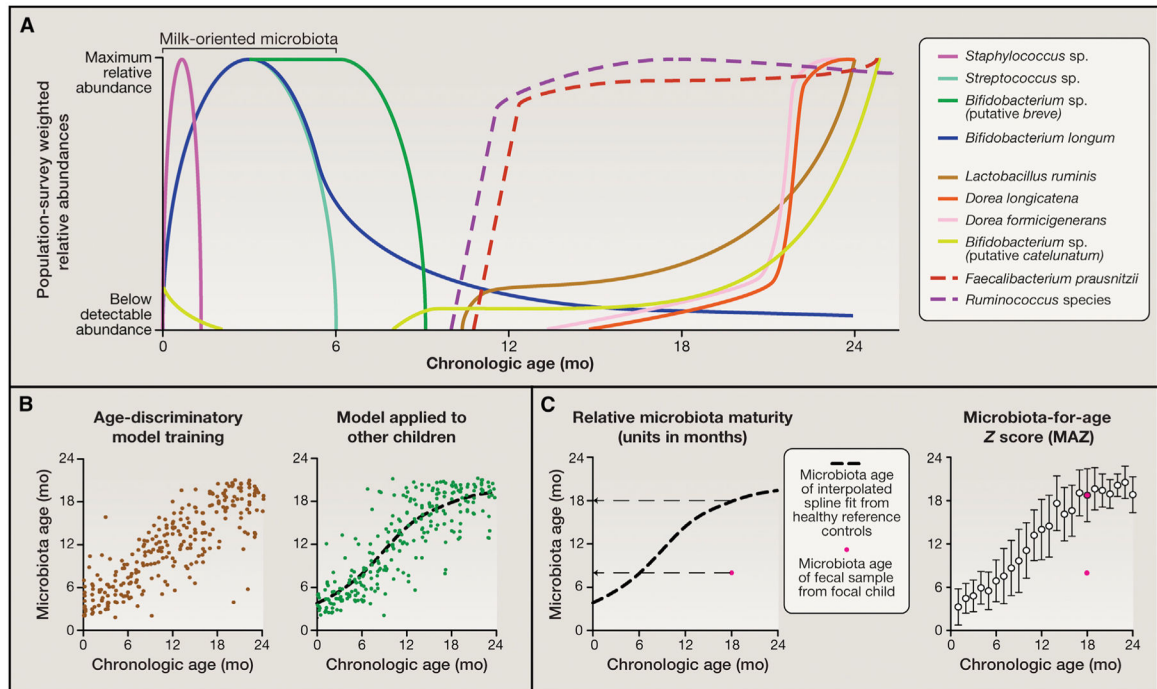 A
Milk-oriented microbiota
Maximum
relative
abundance
Population-survey weighted
relative abundances
Below
detectable
abundance
0
6
12
18
24
Chronologic age (mo)
Staphylococcus sp.
Streptococcus sp.
Bifidobacterium sp.
(putative breve)
Bifidobacterium longum
Lactobacillus ruminis
Dorea longicatena
Dorea formicigenerans
Bifidobacterium sp.
(putative catelunatum)
Faecalibacterium prausnitzii
Ruminococcus species
B
Age-discriminatory
model training
Microbiota age (mo)
24
18
12
6
0
0
6
12
18
24
Chronologic age (mo)
Model applied to
other children
24
18
12
6
0
0
6
12
18
24
Chronologic age (mo)
C
Relative microbiota maturity
(units in months)
Microbiota age (mo)
24
18
12
6
0
0
6
12
18
24
Chronologic age (mo)
Microbiota age
of interpolated
spline fit from
healthy reference
controls
Microbiota age
of fecal sample
from focal child
Microbiota-for-age
Z score (MAZ)
24
18
12
6
0
0
6
12
18
24
Chronologic age (mo)